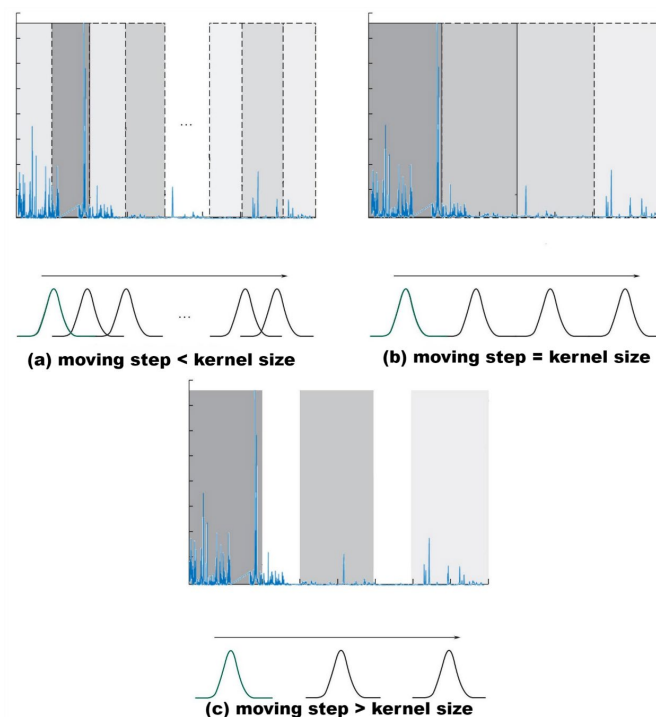 ...
...
(a) moving step < kernel size
(b) moving step = kernel size
(c) moving step > kernel size